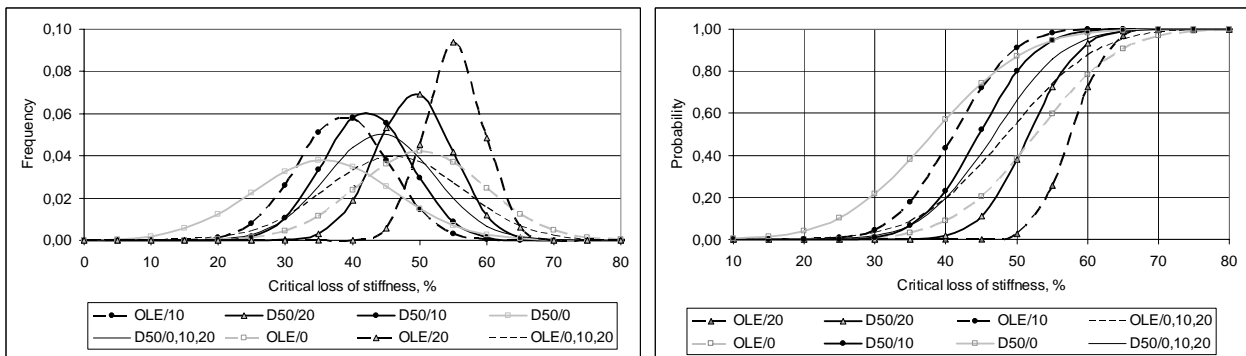 0,10
0,08
0,06
0,04
0,02
0,00
Frequency
0 10 20 30 40 50 60 70 80
Critical loss of stiffness, %
OLE/10 D50/20 D50/10 D50/0
D50/0,10,20 OLE/0 OLE/20 OLE/0,10,20
1,00
0,80
0,60
0,40
0,20
0,00
Probability
10 20 30 40 50 60 70 80
Critical loss of stiffness, %
OLE/20 D50/20 OLE/10 OLE/0,10,20
OLE/0 D50/10 D50/0 D50/0,10,20